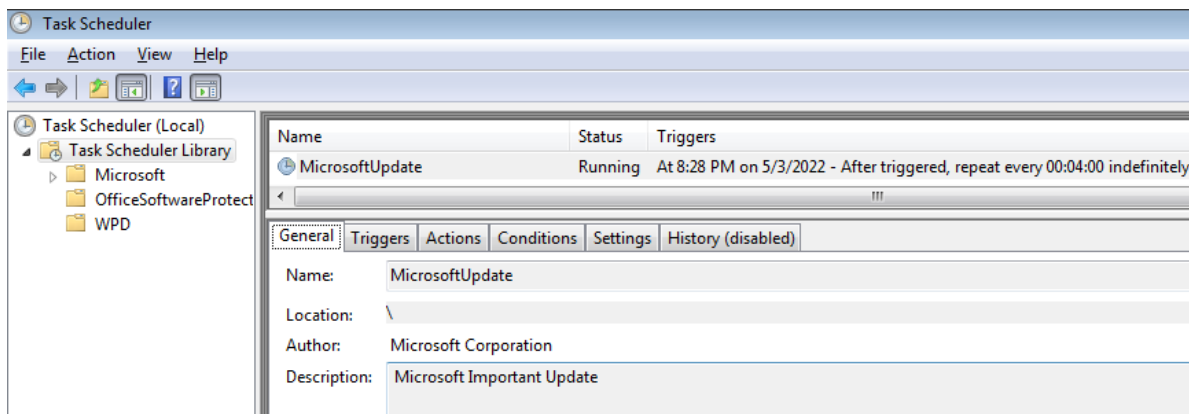 Task Scheduler
File Action View Help
Task Scheduler (Local)
Task Scheduler Library
Microsoft
OfficeSoftwareProtect
WPD
Name Status Triggers
MicrosoftUpdate Running At 8:28 PM on 5/3/2022 - After triggered, repeat every 00:04:00 indefinitely
General Triggers Actions Conditions Settings History (disabled)
Name: MicrosoftUpdate
Location: \
Author: Microsoft Corporation
Description: Microsoft Important Update